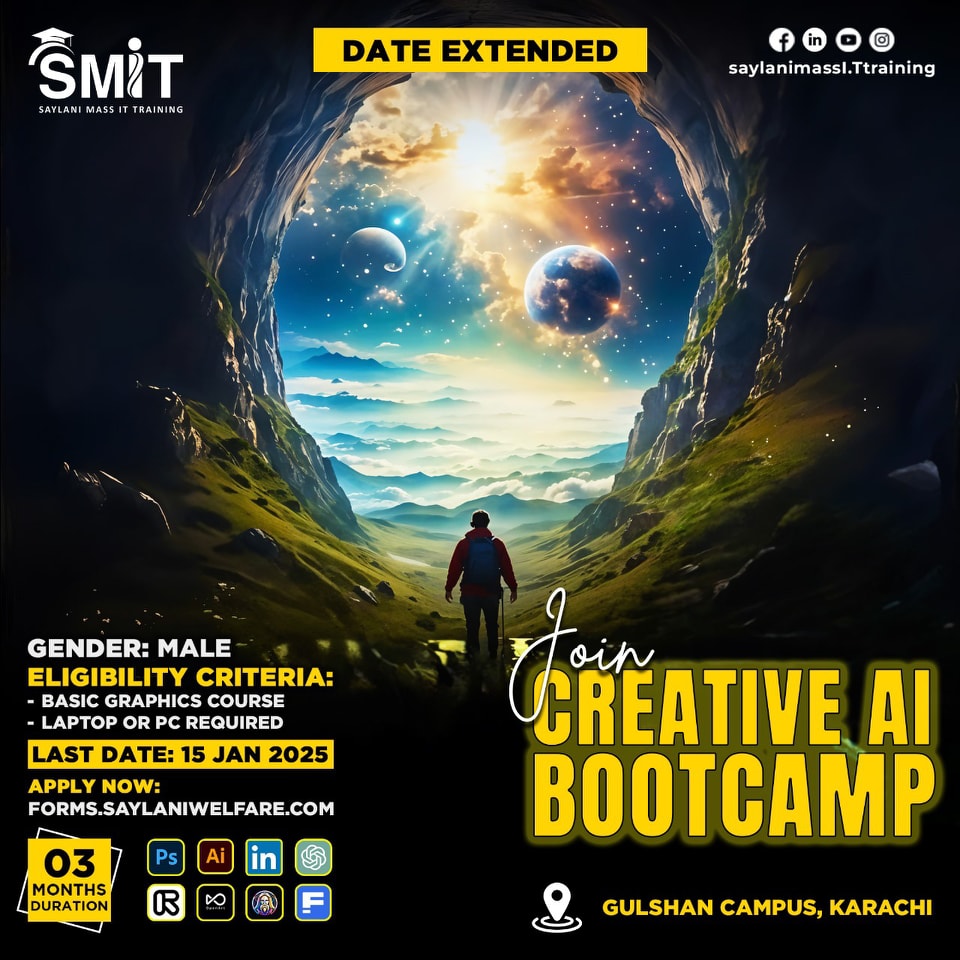 SMIT
SAYLANI MASS IT TRAINING
DATE EXTENDED
saylanimassI.Ttraining
GENDER: MALE
ELIGIBILITY CRITERIA:
- BASIC GRAPHICS COURSE
- LAPTOP OR PC REQUIRED
LAST DATE: 15 JAN 2025
APPLY NOW:
FORMS.SAYLANIWELFARE.COM
03
MONTHS
DURATION
Ps
Ai
in
Join
CREATIVE AI
BOOTCAMP
GULSHAN CAMPUS, KARACHI